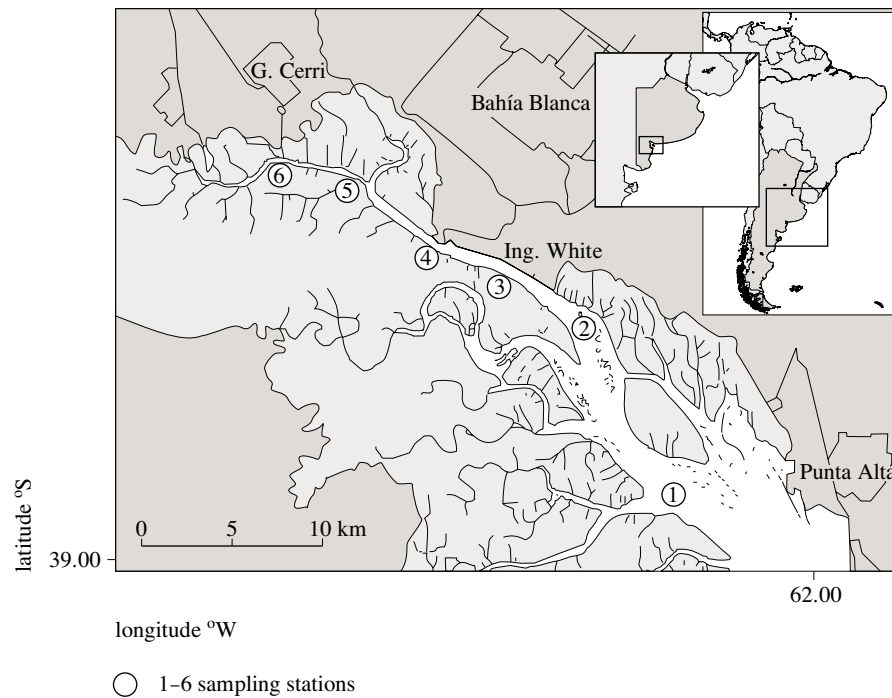 G. Cerri
Bahía Blanca
6
5
Ing. White
4
3
2
Punta Alta
1
0 5 10 km
latitude °S
39.00
62.00
longitude °W
1–6 sampling stations